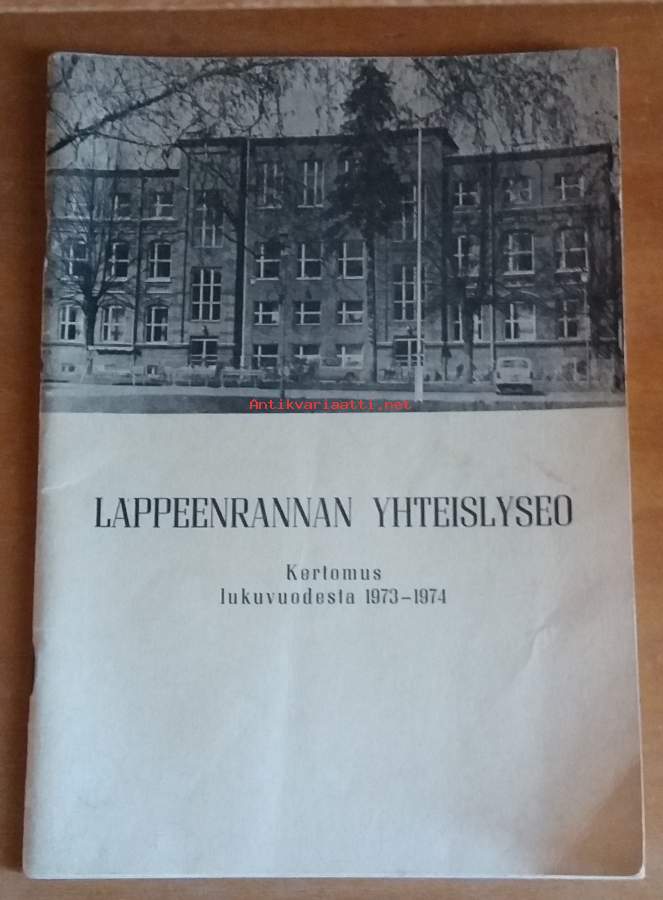 Antikvariaatti.net
LAPPEENRANNAN YHTEISLYSEO
Kertomus
lukuvuodesta 1973–1974